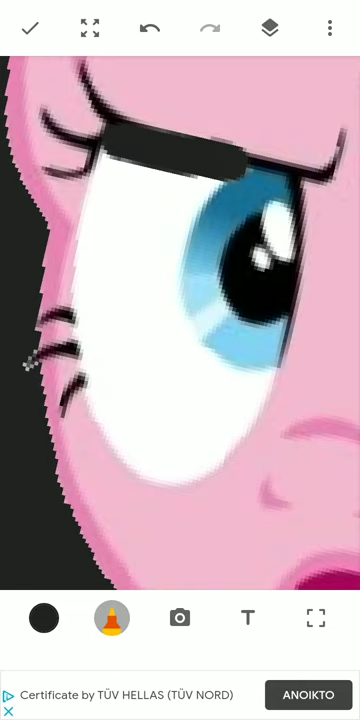 T
Certificate by TÜV HELLAS (TÜV NORD)
ΑΝΟΙΚΤΟ